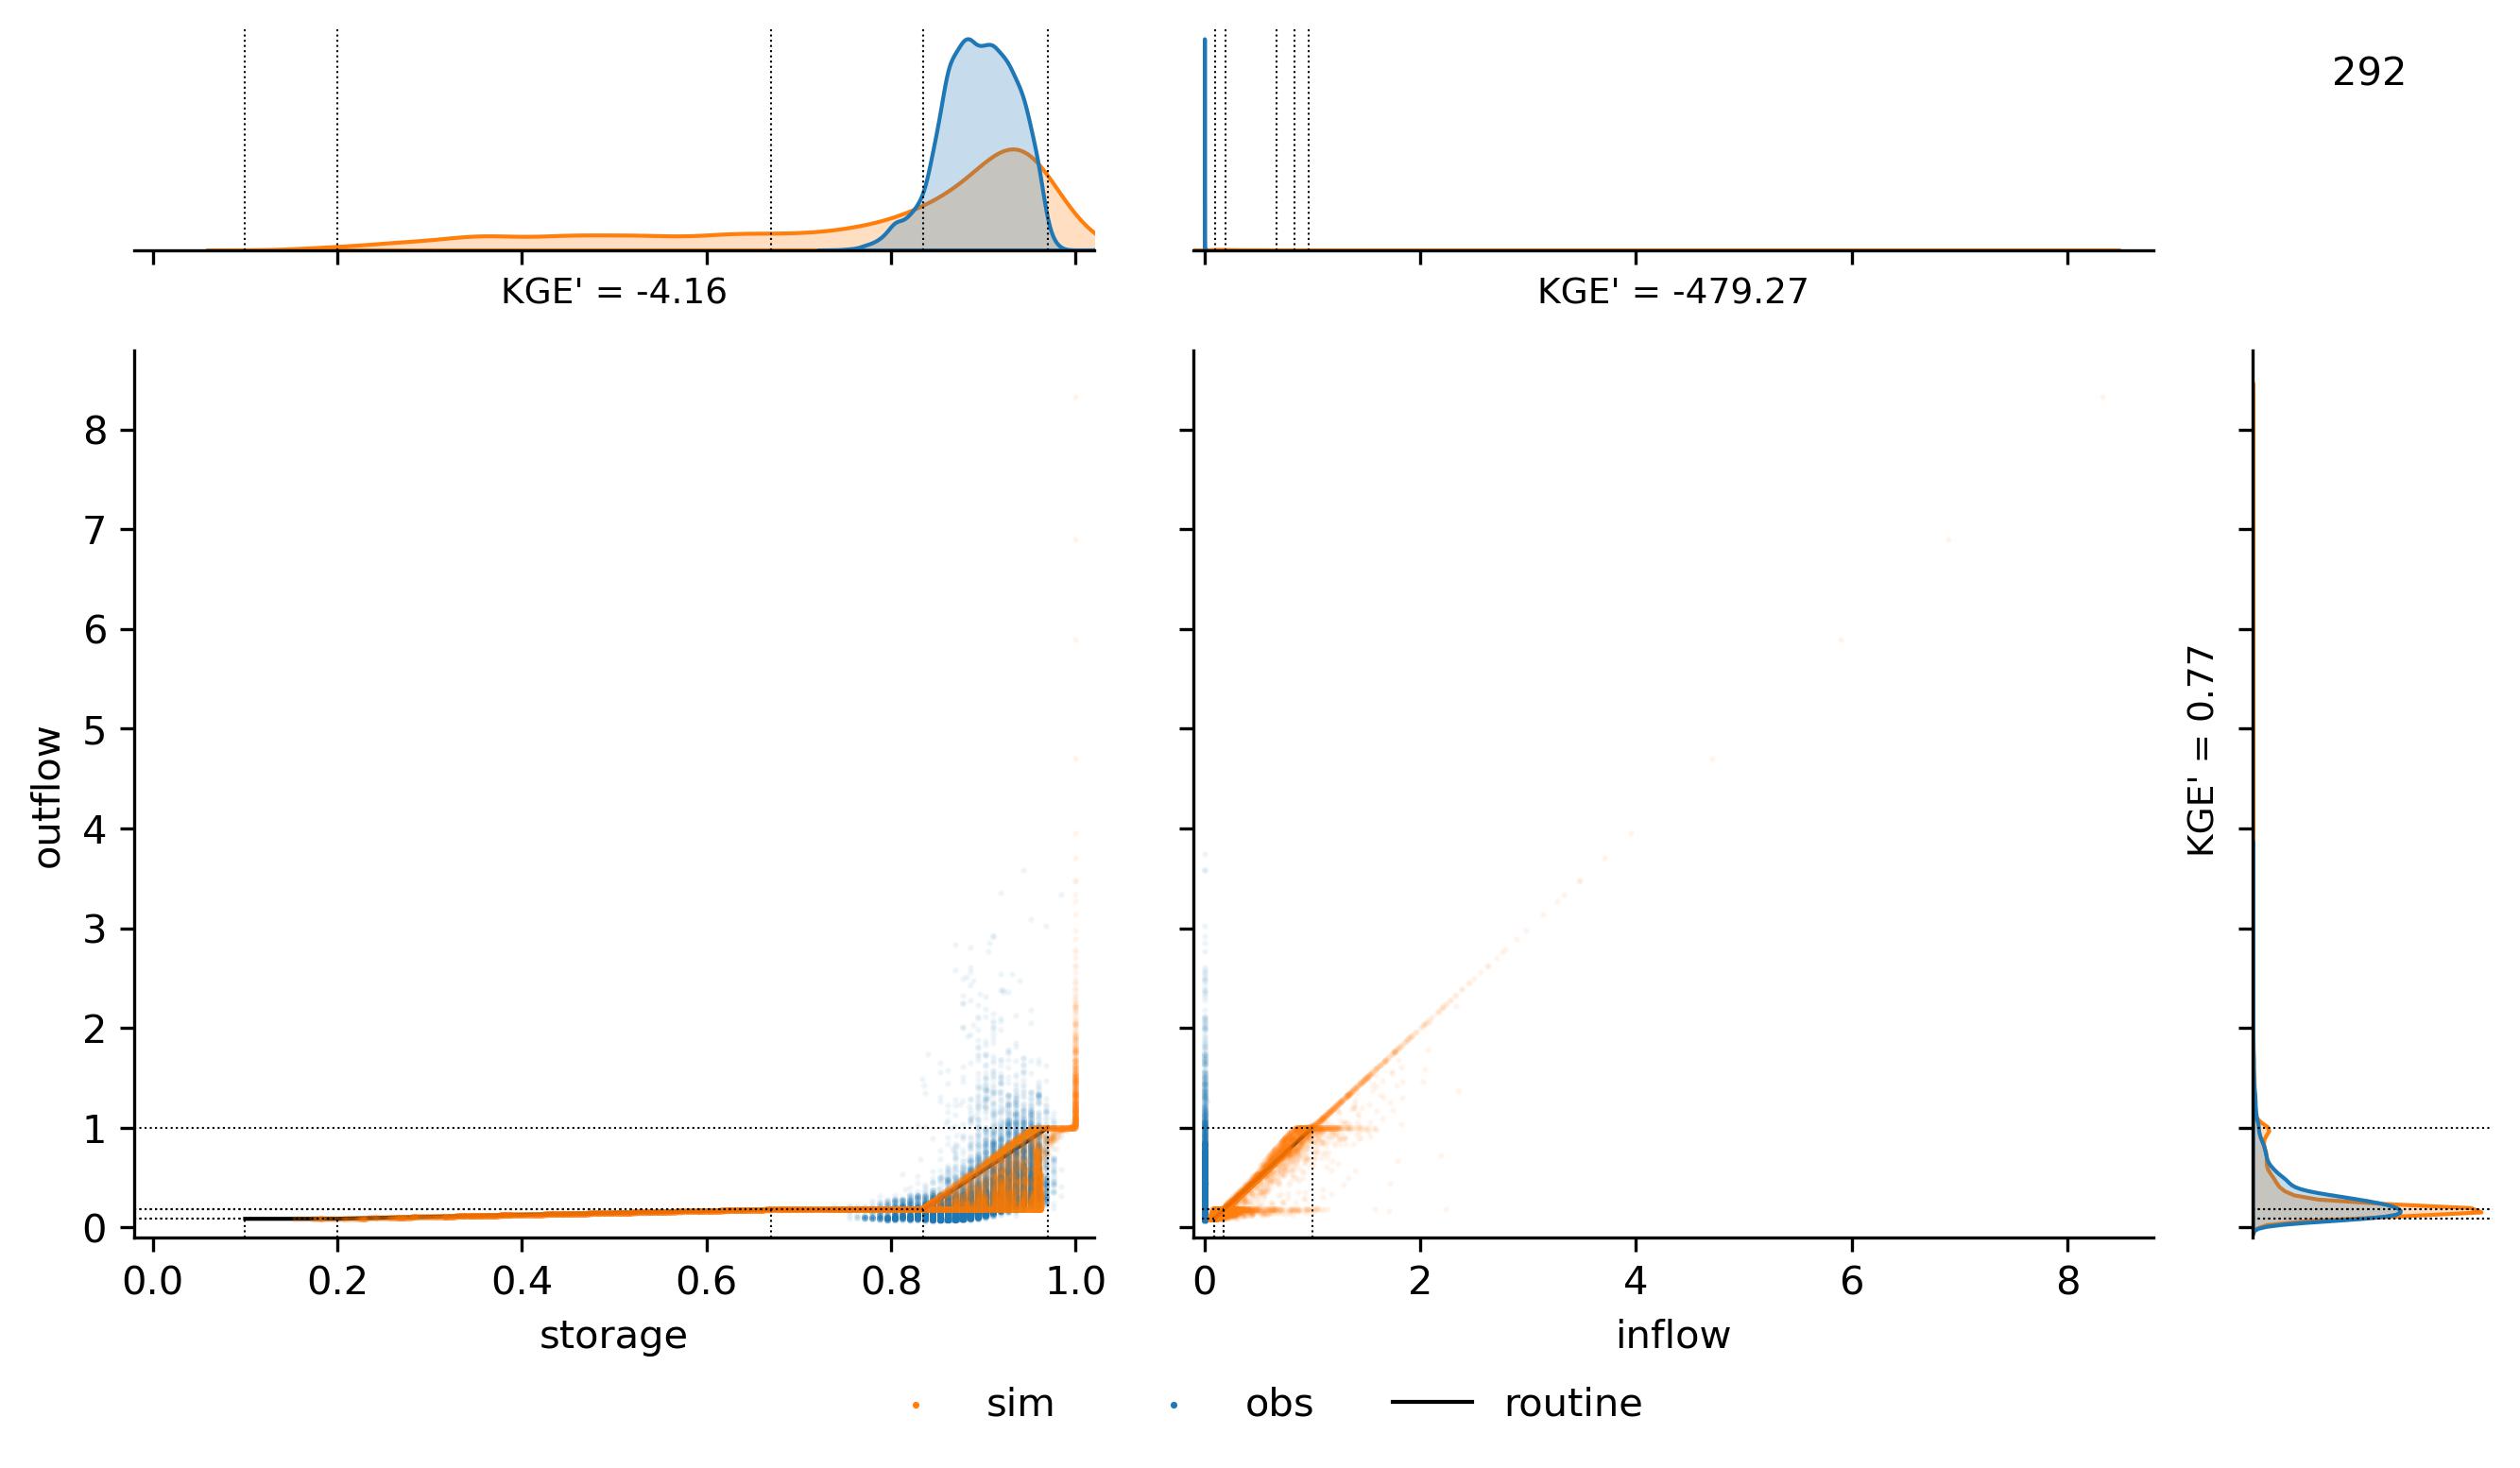 292
KGE' = -4.16
KGE' = -479.27
outflow
8
7
6
5
4
3
2
1
0
KGE' = 0.77
0.0 0.2 0.4 0.6 0.8 1.0
0 2 4 6 8
storage
inflow
sim obs routine